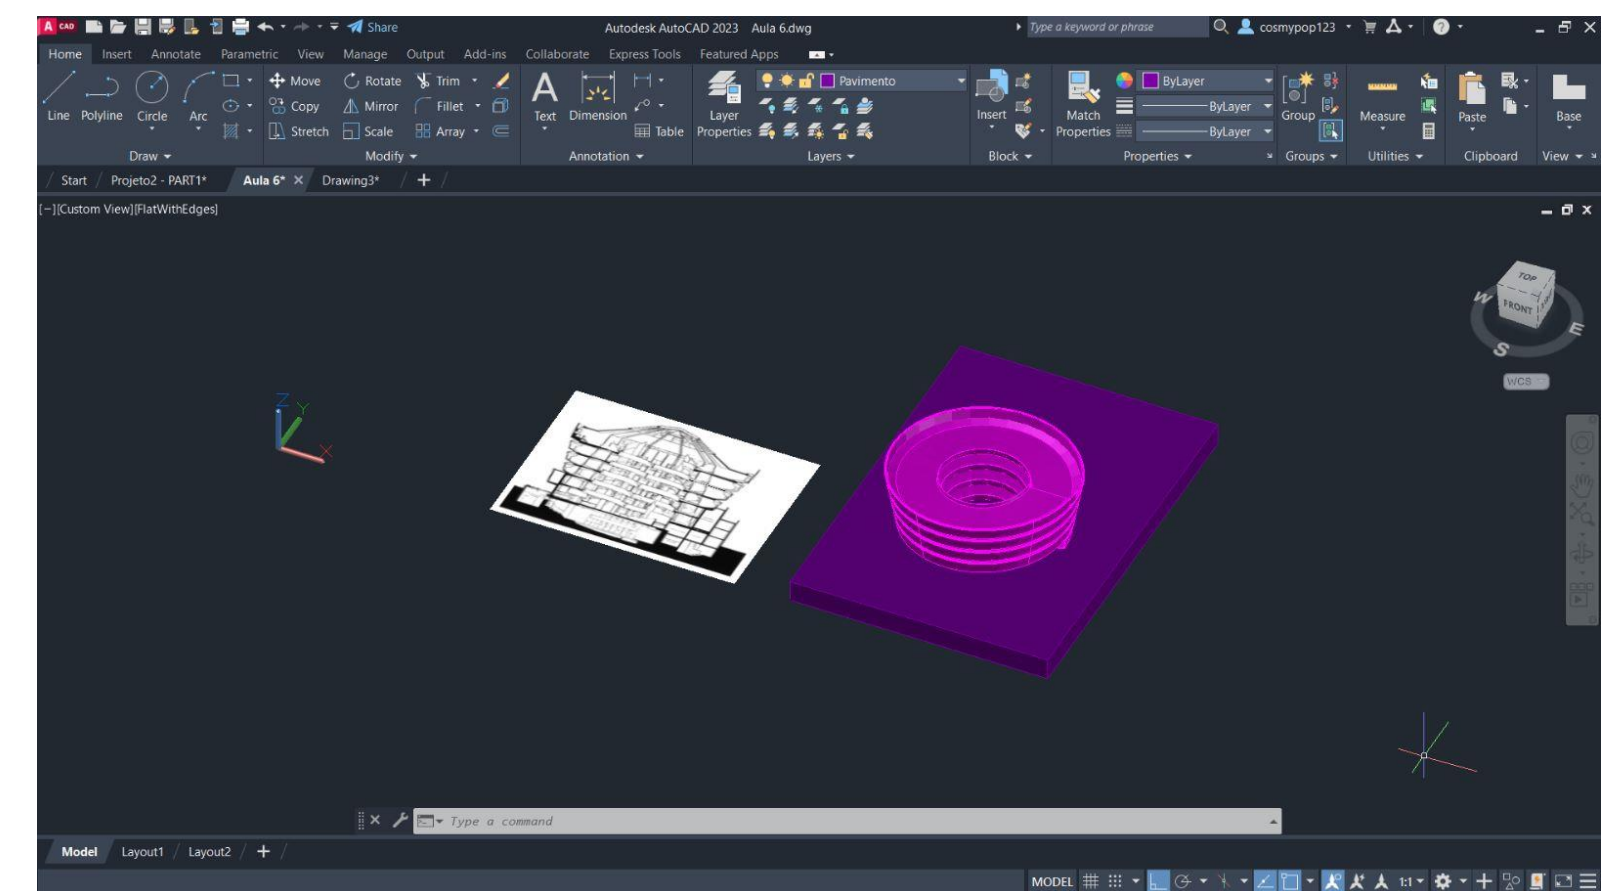 A CAD Share Autodesk AutoCAD 2023 Aula 6.dwg Type a keyword or phrase cosmypop123
Home Insert Annotate Parametric View Manage Output Add-ins Collaborate Express Tools Featured Apps
Line Polyline Circle Arc
Move Rotate Trim
Copy Mirror Fillet
Stretch Scale Array
Text Dimension Table
Layer Properties
Pavimento
Insert
Match Properties
ByLayer
ByLayer
ByLayer
Group
Measure
Paste
Base
Draw Modify Annotation Layers Block Properties Groups Utilities Clipboard View
Start Projeto2 - PART1* Aula 6* Drawing3*
[-][Custom View][FlatWithEdges]
TOP
W FRONT
E
S
WCS
Z Y
X
Type a command
Model Layout1 Layout2
MODEL 1:1